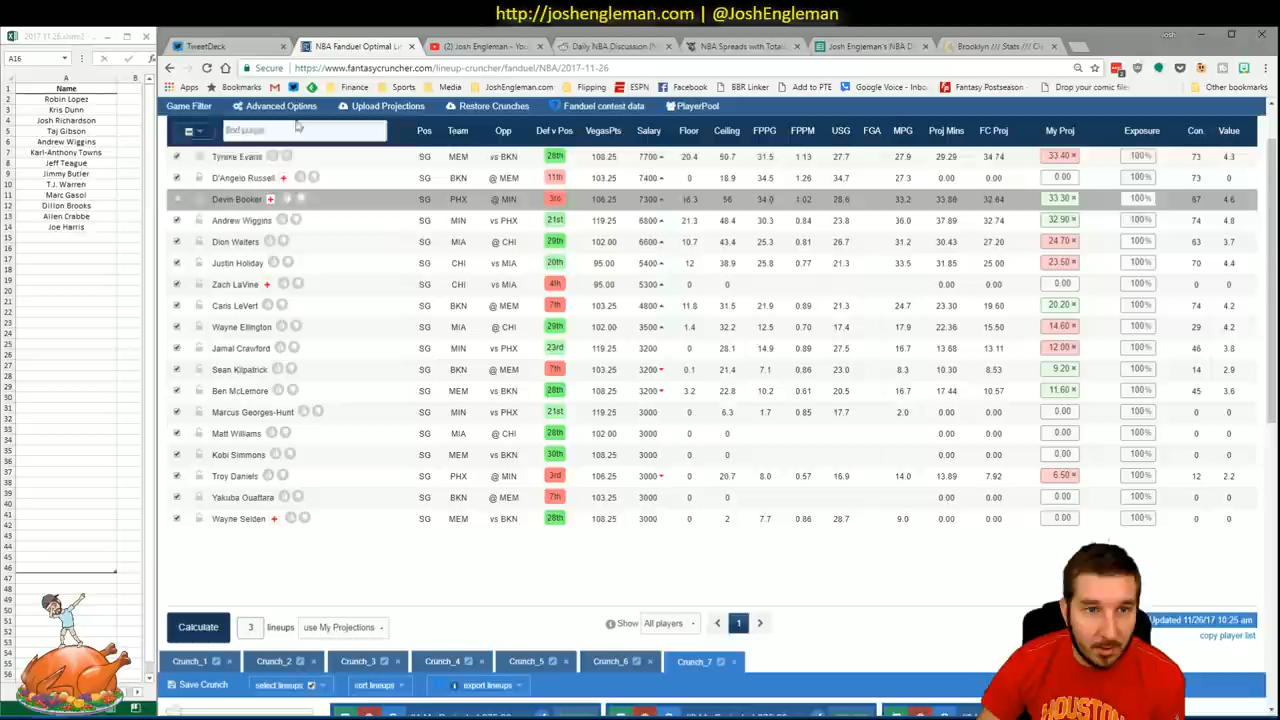 http://joshengleman.com | @JoshEngleman
2017 11.26.xlsm:2
TweetDeck
NBA Fanduel Optimal Li
Josh Engleman - You
Daily NBA Discussion (N
NBA Spreads with Totals
Josh Engleman's NBA D
Brooklyn /// Stats /// Ce
Josh
Secure
https://www.fantasycruncher.com/lineup-cruncher/fanduel/NBA/2017-11-26
Apps
Bookmarks
Finance
Sports
Media
JoshEngleman.com
Flipping
ESPN
Facebook
BBR Linker
Add to PTE
Google Voice - Inbox
Fantasy Postseason
Drop your comic file
Other bookmarks
A16
A
B
Name
Robin Lopez
Kris Dunn
Josh Richardson
Taj Gibson
Andrew Wiggins
Karl-Anthony Towns
Jeff Teague
Jimmy Butler
T.J. Warren
Marc Gasol
Dillon Brooks
Allen Crabbe
Joe Harris
Game Filter
Advanced Options
Upload Projections
Restore Crunches
Fanduel contest data
PlayerPool
find player
Pos Team Opp Def v Pos VegasPts Salary Floor Ceiling FPPG FPPM USG FGA MPG Proj Mins FC Proj My Proj Exposure Con. Value
Tyreke Evans SG MEM vs BKN 28th 108.25 7700 20.4 50.7 31.5 1.13 27.7 27.9 29.29 34.74 33.40 100% 73 4.3
D'Angelo Russell SG BKN @ MEM 11th 103.25 7400 0 54.8 31.5 1.26 34.7 27.3 0.00 0.00 0.00 100% 73 0
Devin Booker SG PHX @ MIN 3rd 106.25 7300 16.3 56 34.0 1.02 28.6 33.2 33.86 32.64 33.30 100% 67 4.6
Andrew Wiggins SG MIN vs PHX 21st 119.25 6800 21.3 48.4 30.3 0.84 23.8 36.0 37.89 32.74 32.90 100% 74 4.8
Dion Waiters SG MIA @ CHI 29th 102.00 6600 10.7 43.4 25.3 0.81 26.7 31.2 30.43 27.20 24.70 100% 63 3.7
Justin Holiday SG CHI vs MIA 20th 95.00 5400 12 38.9 25.8 0.77 21.3 33.5 31.85 25.00 23.60 100% 70 4.4
Zach LaVine SG CHI vs MIA 4th 95.00 5300 0 0 0.00 0.00 0.00 100% 0 0
Caris LeVert SG BKN @ MEM 7th 103.25 4800 11.8 31.5 21.9 0.89 21.3 24.7 23.30 19.60 20.20 100% 74 4.2
Wayne Ellington SG MIA @ CHI 29th 102.00 3500 1.4 32.2 12.5 0.70 17.4 17.9 22.36 15.50 14.60 100% 29 4.2
Jamal Crawford SG MIN vs PHX 23rd 119.25 3200 0 28.1 14.9 0.89 27.5 16.7 13.68 13.11 12.00 100% 46 3.8
Sean Kilpatrick SG BKN @ MEM 7th 103.25 3200 0.1 21.4 7.1 0.86 23.0 8.3 10.30 8.53 9.20 100% 14 2.9
Ben McLemore SG MEM vs BKN 28th 108.25 3200 3.2 22.8 10.2 0.61 20.5 16.7 17.44 10.57 11.60 100% 45 3.6
Marcus Georges-Hunt SG MIN vs PHX 21st 119.25 3000 0 6.3 1.7 0.85 17.7 2.0 0.00 0.00 0.00 100% 0 0
Matt Williams SG MIA @ CHI 28th 102.00 3000 0 0 0.00 0.00 0.00 100% 0 0
Kobi Simmons SG MEM vs BKN 30th 108.25 3000 0 0 0.00 0.00 0.00 100% 0 0
Troy Daniels SG PHX @ MIN 3rd 106.25 3000 0 20.7 8.0 0.57 16.9 14.0 13.89 7.92 6.50 100% 12 2.2
Yakuba Ouattara SG BKN @ MEM 7th 103.25 3000 0 0 0.00 0.00 0.00 100% 0 0
Wayne Selden SG MEM vs BKN 28th 108.25 3000 0 2 7.7 0.86 28.7 9.0 0.00 0.00 0.00 100% 0 0
Calculate 3 lineups use My Projections
Show All players 1
Updated 11/26/17 10:25 am
copy player list
Crunch_1 Crunch_2 Crunch_3 Crunch_4 Crunch_5 Crunch_6 Crunch_7
Save Crunch select lineups sort lineups export lineups
HOUSTON